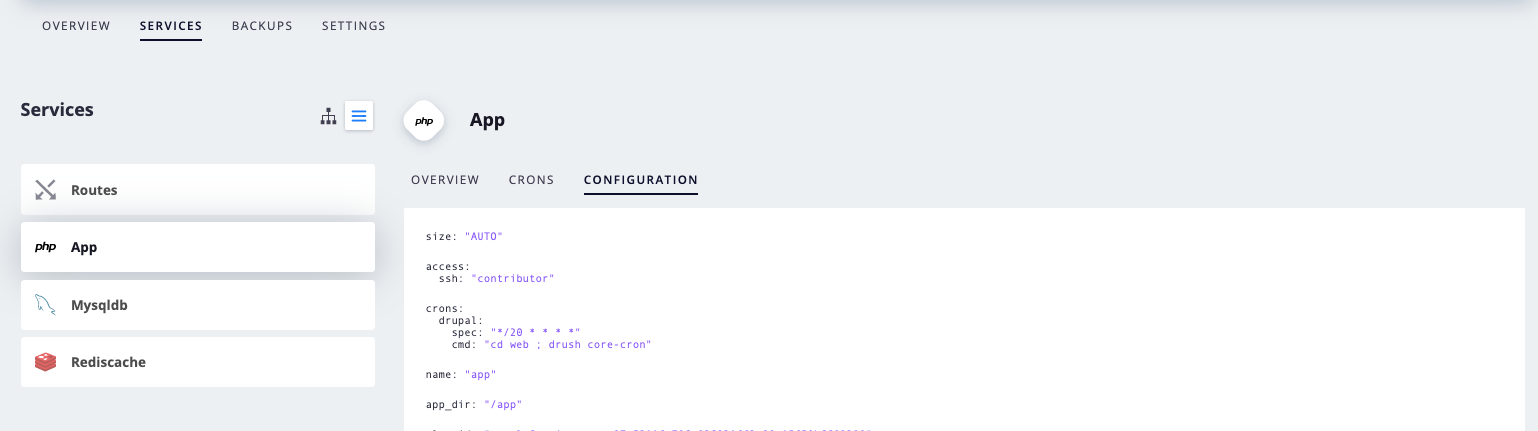 OVERVIEW SERVICES BACKUPS SETTINGS
Services
php App
OVERVIEW CRONS CONFIGURATION
Routes
php App
Mysqldb
Rediscache
size: "AUTO"
access:
ssh: "contributor"
crons:
drupal:
spec: "*/20 * * * *"
cmd: "cd web ; drush core-cron"
name: "app"
app_dir: "/app"